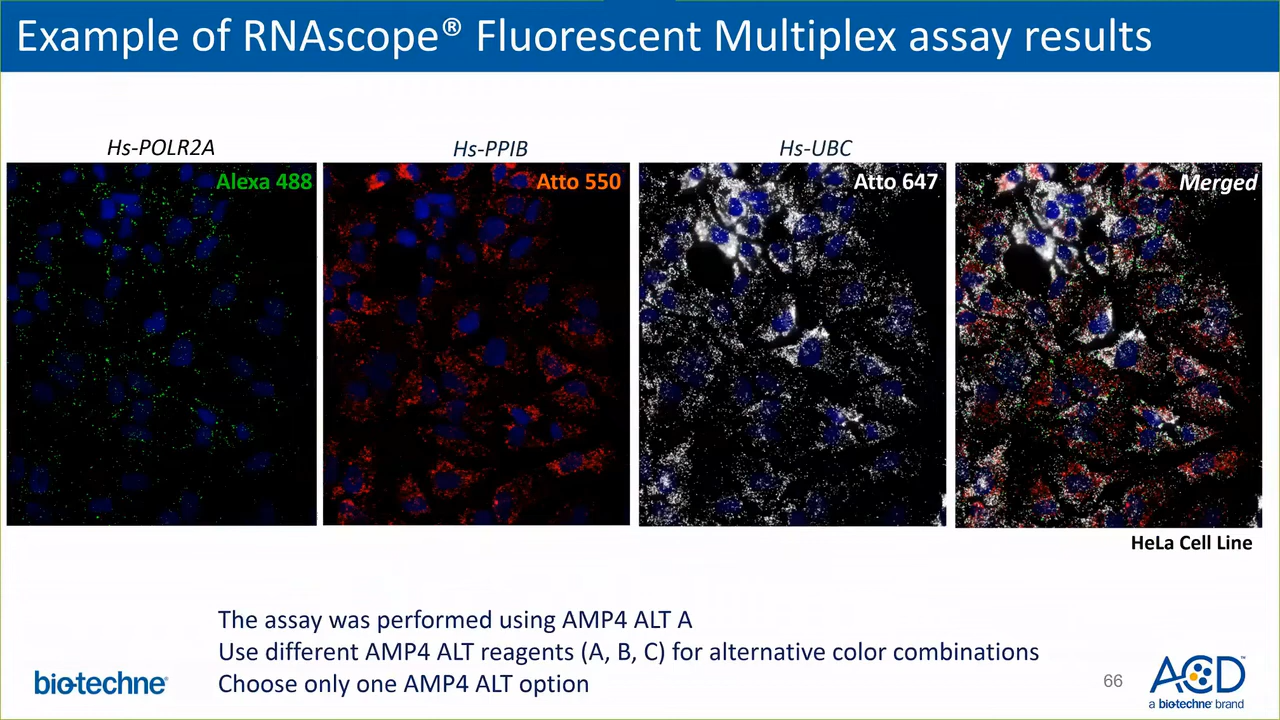 Example of RNAscope® Fluorescent Multiplex assay results
Hs-POLR2A
Hs-PPIB
Hs-UBC
Alexa 488
Atto 550
Atto 647
Merged
HeLa Cell Line
The assay was performed using AMP4 ALT A
Use different AMP4 ALT reagents (A, B, C) for alternative color combinations
Choose only one AMP4 ALT option
bio-techne®
66
ACD™
a bio-techne® brand